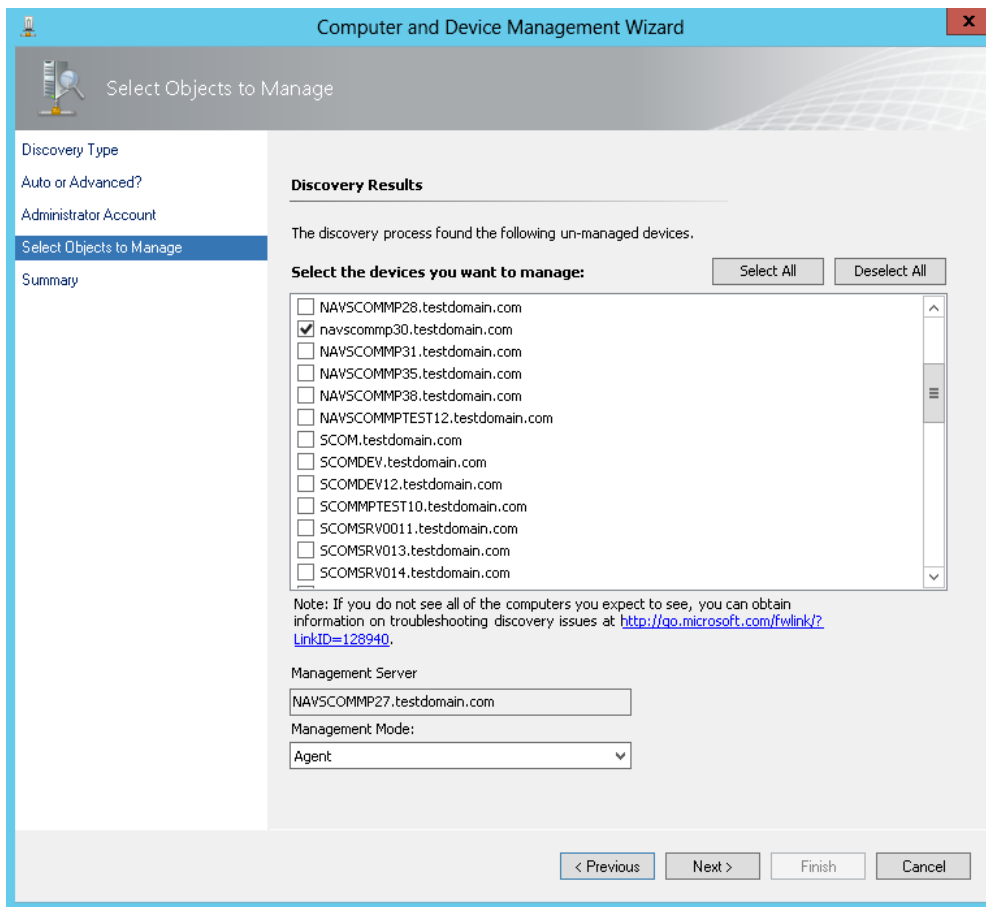 Computer and Device Management Wizard
x
Select Objects to Manage
Discovery Type
Auto or Advanced?
Administrator Account
Select Objects to Manage
Summary
Discovery Results
The discovery process found the following un-managed devices.
Select the devices you want to manage:
Select All
Deselect All
NAVSCOMMP28.testdomain.com
navscommp30.testdomain.com
NAVSCOMMP31.testdomain.com
NAVSCOMMP35.testdomain.com
NAVSCOMMP38.testdomain.com
NAVSCOMMPTEST12.testdomain.com
SCOM.testdomain.com
SCOMDEV.testdomain.com
SCOMDEV12.testdomain.com
SCOMMPTEST10.testdomain.com
SCOMSRV0011.testdomain.com
SCOMSRV013.testdomain.com
SCOMSRV014.testdomain.com
Note: If you do not see all of the computers you expect to see, you can obtain
information on troubleshooting discovery issues at http://go.microsoft.com/fwlink/?
LinkID=128940.
Management Server
NAVSCOMMP27.testdomain.com
Management Mode:
Agent
< Previous
Next >
Finish
Cancel